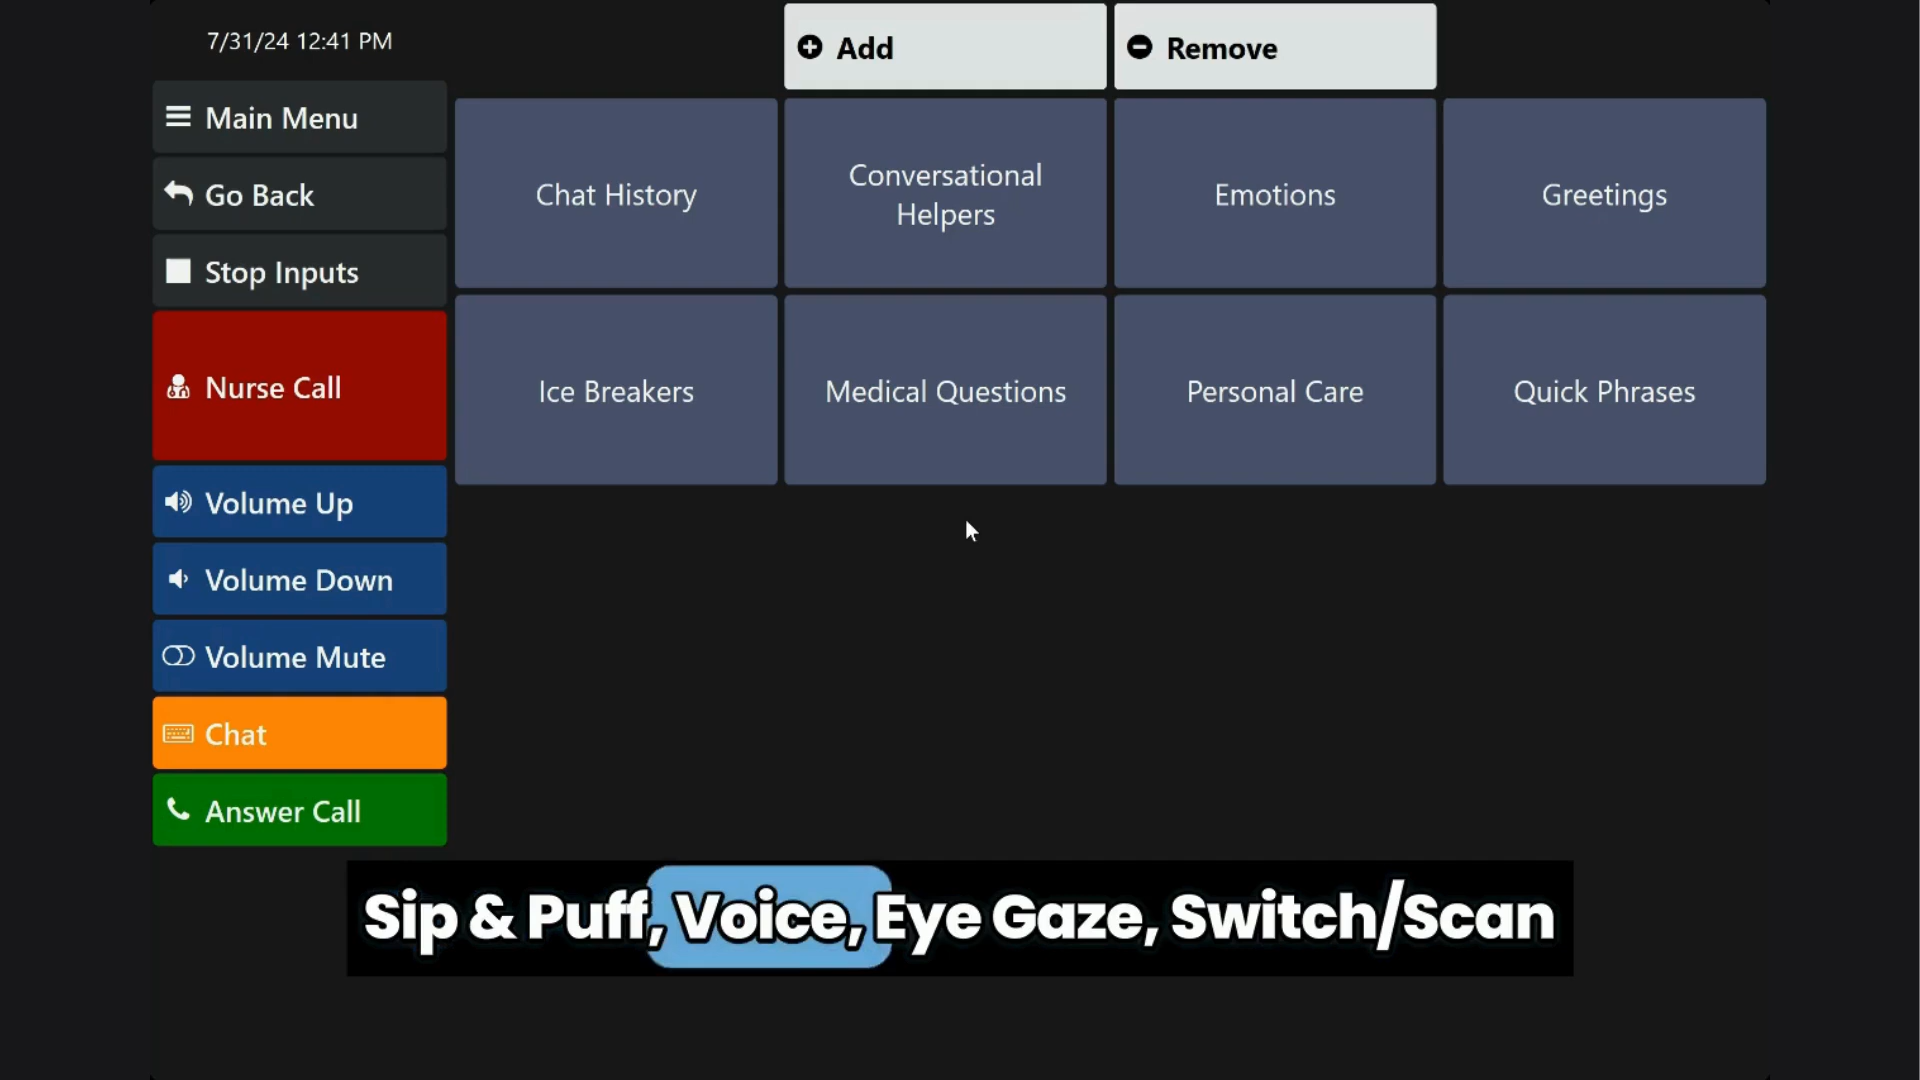 7/31/24 12:41 PM
Add
Remove
Main Menu
Go Back
Stop Inputs
Nurse Call
Volume Up
Volume Down
Volume Mute
Chat
Answer Call
Chat History
Conversational
Helpers
Emotions
Greetings
Ice Breakers
Medical Questions
Personal Care
Quick Phrases
Sip & Puff, Voice, Eye Gaze, Switch/Scan